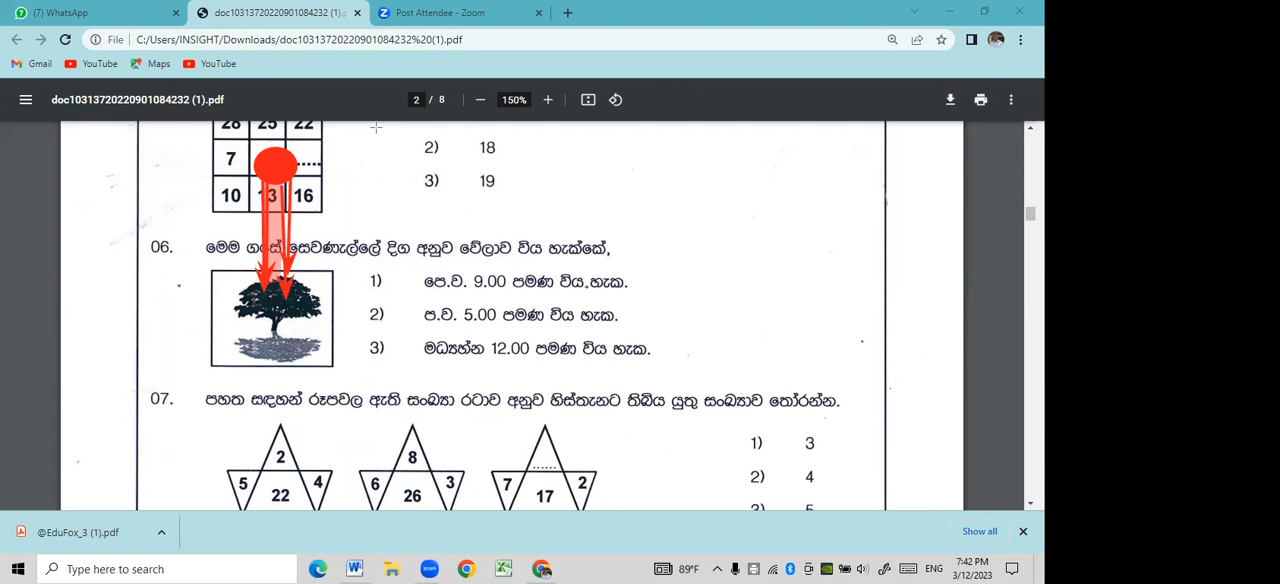 (7) WhatsApp
doc10313720220901084232 (1).p
Post Attendee - Zoom
File
C:/Users/INSIGHT/Downloads/doc10313720220901084232%20(1).pdf
Gmail
YouTube
Maps
YouTube
doc10313720220901084232 (1).pdf
2 / 8
150%
28 25 22
2) 18
7 .....
3) 19
10 13 16
06. මෙම ගසේ සෙවණැල්ලේ දිග අනුව වේලාව විය හැක්කේ,
1) පෙ.ව. 9.00 පමණ විය හැක.
2) ප.ව. 5.00 පමණ විය හැක.
3) මධ්‍යහ්න 12.00 පමණ විය හැක.
07. පහත සඳහන් රූපවල ඇති සංඛ්‍යා රටාව අනුව හිස්තැනට තිබිය යුතු සංඛ්‍යාව තෝරන්න.
1) 3
2 8 ......
2) 4
5 4 6 3 7 2
22 26 17
3) 5
@EduFox_3 (1).pdf
Show all
Type here to search
89°F
ENG
7:42 PM
3/12/2023